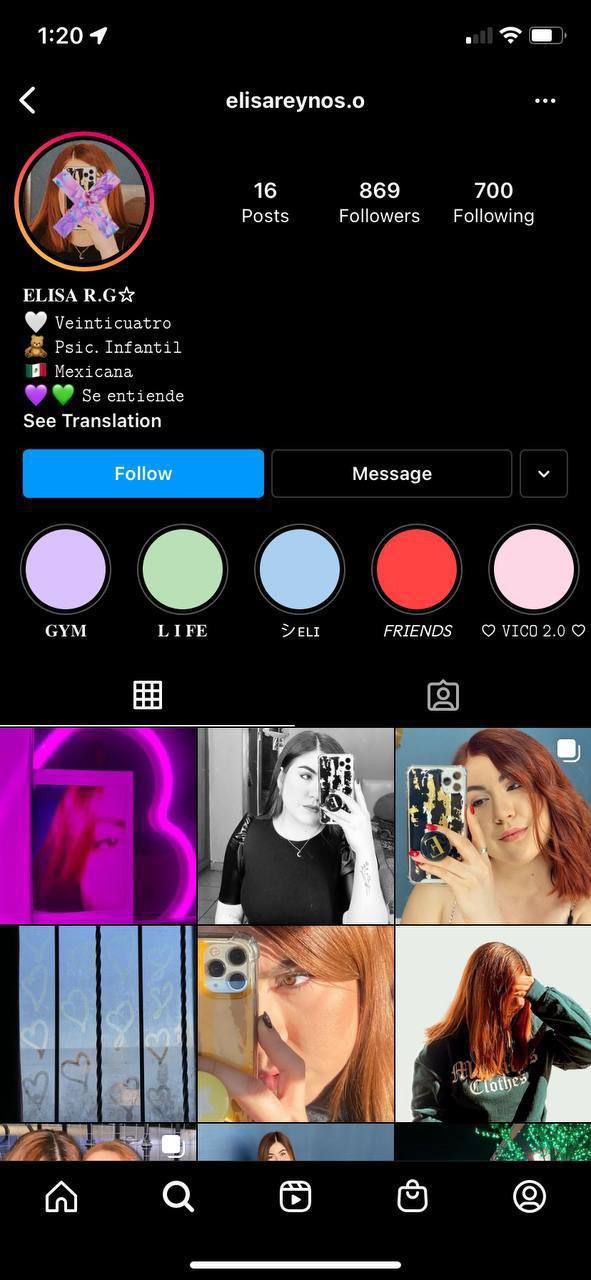 1:20
elisareynos.o
16
Posts
869
Followers
700
Following
ELISA R.G☆
🤍 Veinticuatro
🧸 Psic. Infantil
🇲🇽 Mexicana
💜💚 Se entiende
See Translation
Follow
Message
GYM
L I FE
シELI
FRIENDS
♡ VICO 2.0 ♡
E
Clothes